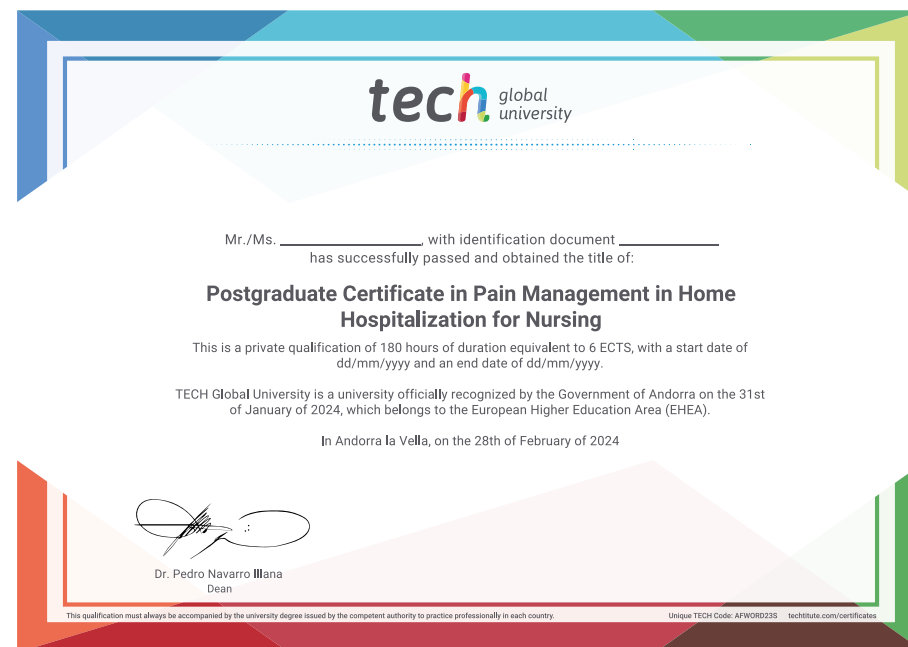 tech global university
Mr./Ms. ____________________, with identification document ______________
has successfully passed and obtained the title of:
Postgraduate Certificate in Pain Management in Home
Hospitalization for Nursing
This is a private qualification of 180 hours of duration equivalent to 6 ECTS, with a start date of
dd/mm/yyyy and an end date of dd/mm/yyyy.
TECH Global University is a university officially recognized by the Government of Andorra on the 31st
of January of 2024, which belongs to the European Higher Education Area (EHEA).
In Andorra la Vella, on the 28th of February of 2024
Dr. Pedro Navarro Illana
Dean
This qualification must always be accompanied by the university degree issued by the competent authority to practice professionally in each country.
Unique TECH Code: AFWORD23S techtitute.com/certificates